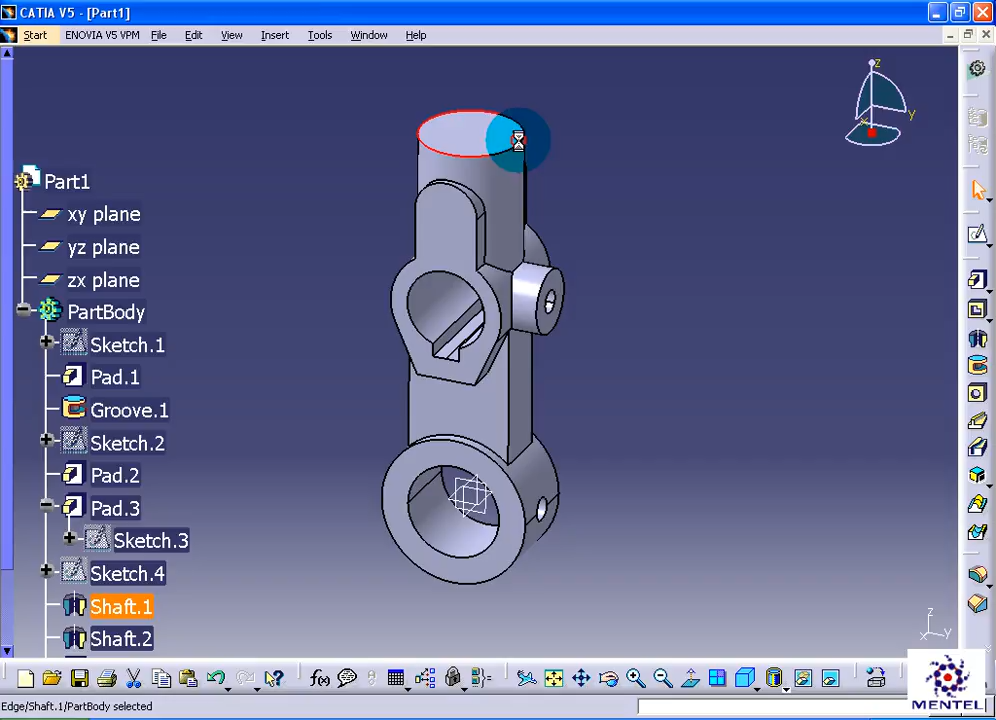 CATIA V5 - [Part1]
Start ENOVIA V5 VPM File Edit View Insert Tools Window Help
z
y
x
Part1
xy plane
yz plane
zx plane
PartBody
Sketch.1
Pad.1
Groove.1
Sketch.2
Pad.2
Pad.3
Sketch.3
Sketch.4
Shaft.1
Shaft.2
z
x y
f(x)
Edge/Shaft.1/PartBody selected
MENTEL